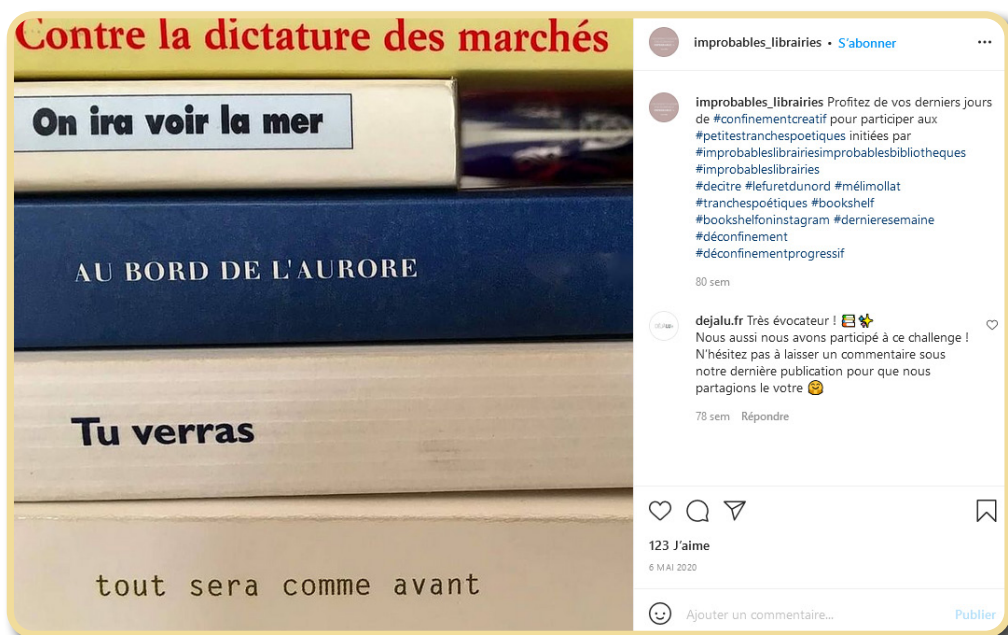 Contre la dictature des marchés
On ira voir la mer
AU BORD DE L'AURORE
Tu verras
tout sera comme avant
improbables_librairies • S'abonner
improbables_librairies Profitez de vos derniers jours
de #confinementcreatif pour participer aux
#petitestranchespoetiques initiées par
#improbableslibrairiesimprobablesbibliotheques
#improbableslibrairies
#decitre #lefuretdunord #mélimollat
#tranchespoétiques #bookshelf
#bookshelfoninstagram #dernieresemaine
#déconfinement
#déconfinementprogressif
80 sem
dejalu.fr Très évocateur !
Nous aussi nous avons participé à ce challenge !
N'hésitez pas à laisser un commentaire sous
notre dernière publication pour que nous
partagions le votre
78 sem Répondre
123 J'aime
6 MAI 2020
Ajouter un commentaire... Publier